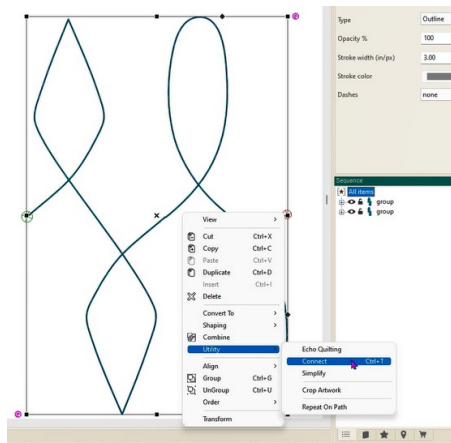 Type
Outline
Opacity %
100
Stroke width (in/px)
3.00
Stroke color
Dashes
none
Sequence
All items
group
group
View
Cut Ctrl+X
Copy Ctrl+C
Paste Ctrl+V
Duplicate Ctrl+D
Insert Ctrl+I
Delete
Convert To
Shaping
Combine
Utility
Align
Group Ctrl+G
UnGroup Ctrl+U
Order
Transform
Echo Quilting
Connect Ctrl+T
Simplify
Crop Artwork
Repeat On Path